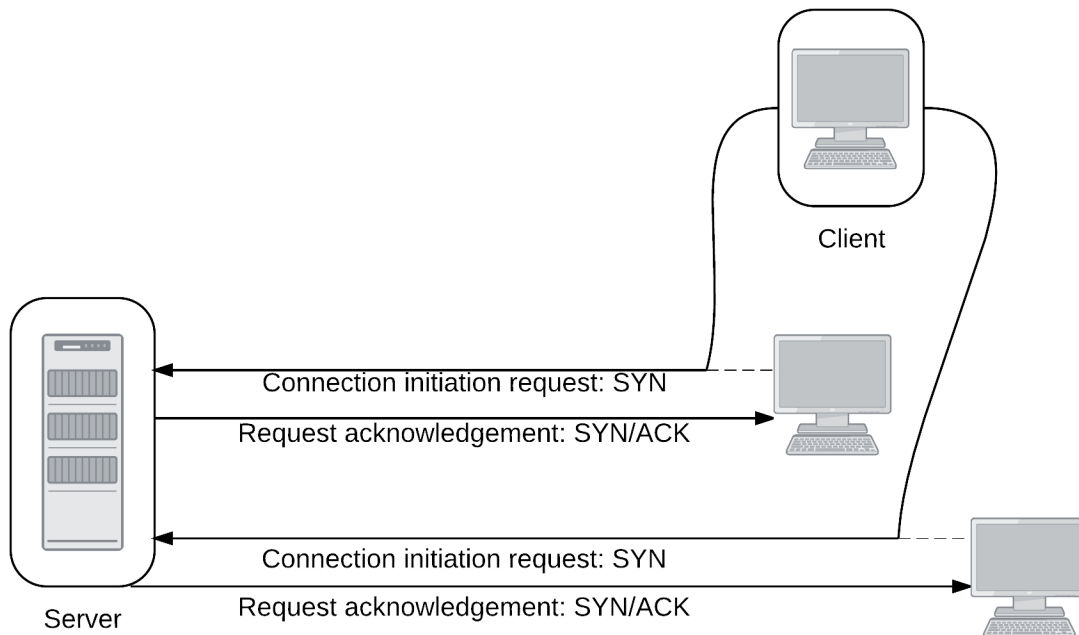 Client
Connection initiation request: SYN
Request acknowledgement: SYN/ACK
Connection initiation request: SYN
Request acknowledgement: SYN/ACK
Server